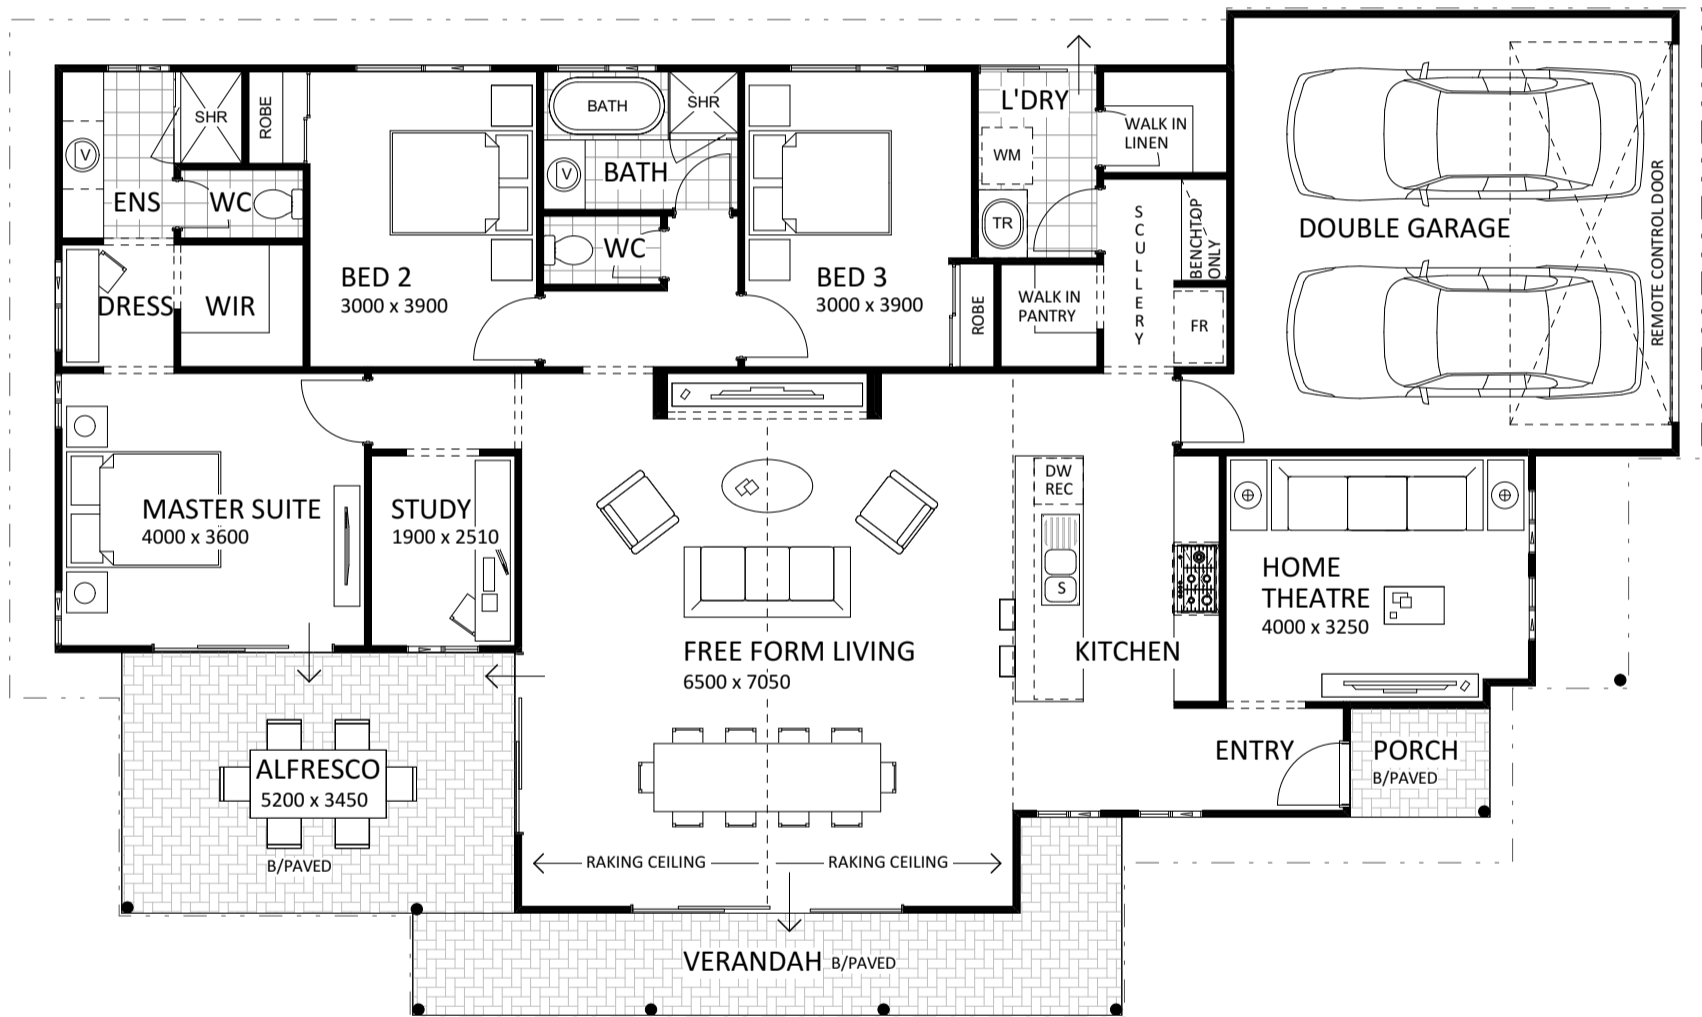 SHR
ROBE
V
ENS
WC
DRESS
WIR
BED 2
3000 x 3900
BATH
SHR
V
BATH
WC
BED 3
3000 x 3900
ROBE
L'DRY
WM
TR
WALK IN
LINEN
SCULLERY
BENCHTOP
ONLY
WALK IN
PANTRY
FR
DOUBLE GARAGE
REMOTE CONTROL DOOR
MASTER SUITE
4000 x 3600
STUDY
1900 x 2510
FREE FORM LIVING
6500 x 7050
DW
REC
S
KITCHEN
HOME
THEATRE
4000 x 3250
ENTRY
PORCH
B/PAVED
ALFRESCO
5200 x 3450
B/PAVED
RAKING CEILING
RAKING CEILING
VERANDAH B/PAVED